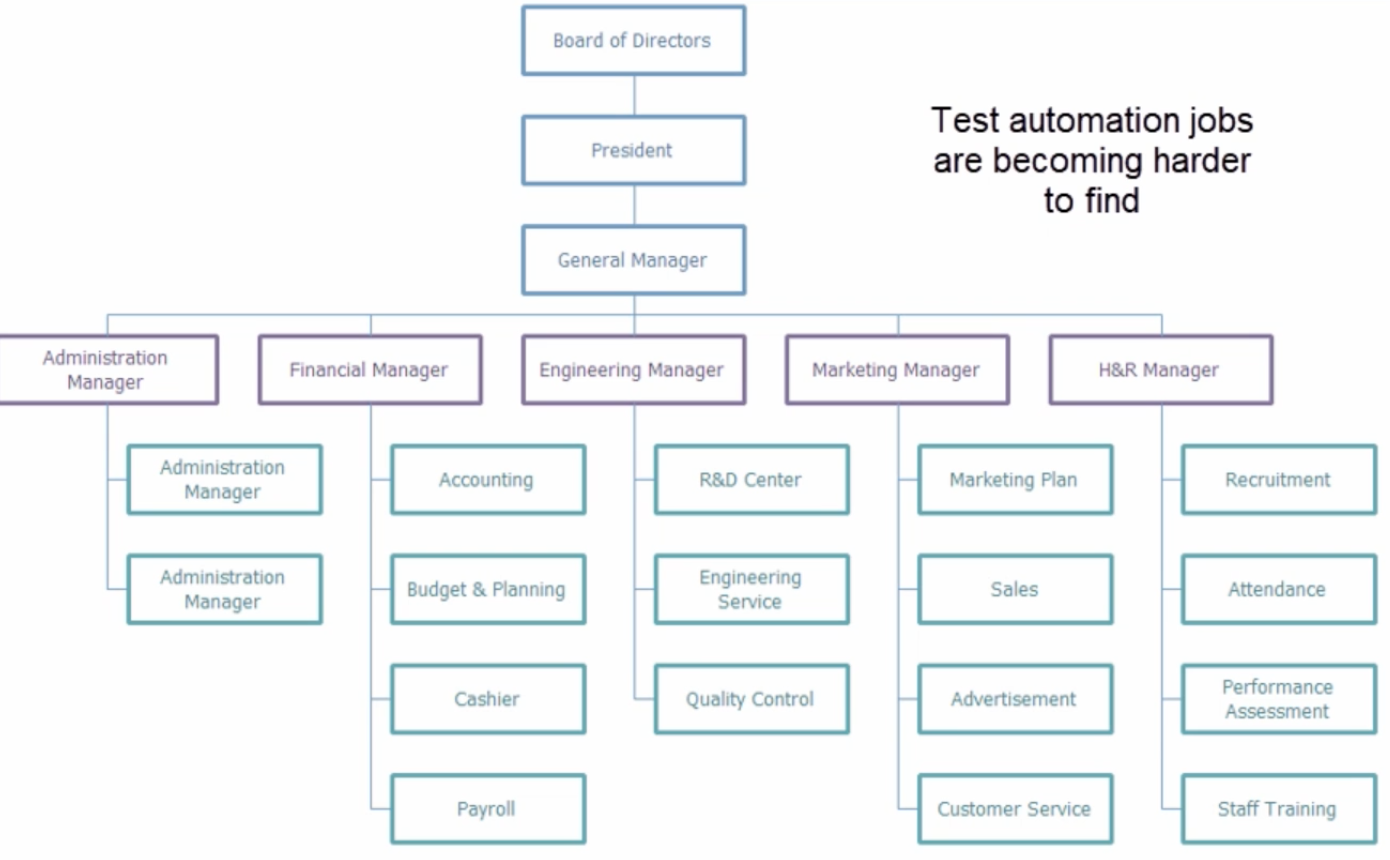 Board of Directors
Test automation jobs
are becoming harder
to find
President
General Manager
Administration
Manager
Financial Manager
Engineering Manager
Marketing Manager
H&R Manager
Administration
Manager
Accounting
R&D Center
Marketing Plan
Recruitment
Administration
Manager
Budget & Planning
Engineering
Service
Sales
Attendance
Cashier
Quality Control
Advertisement
Performance
Assessment
Payroll
Customer Service
Staff Training